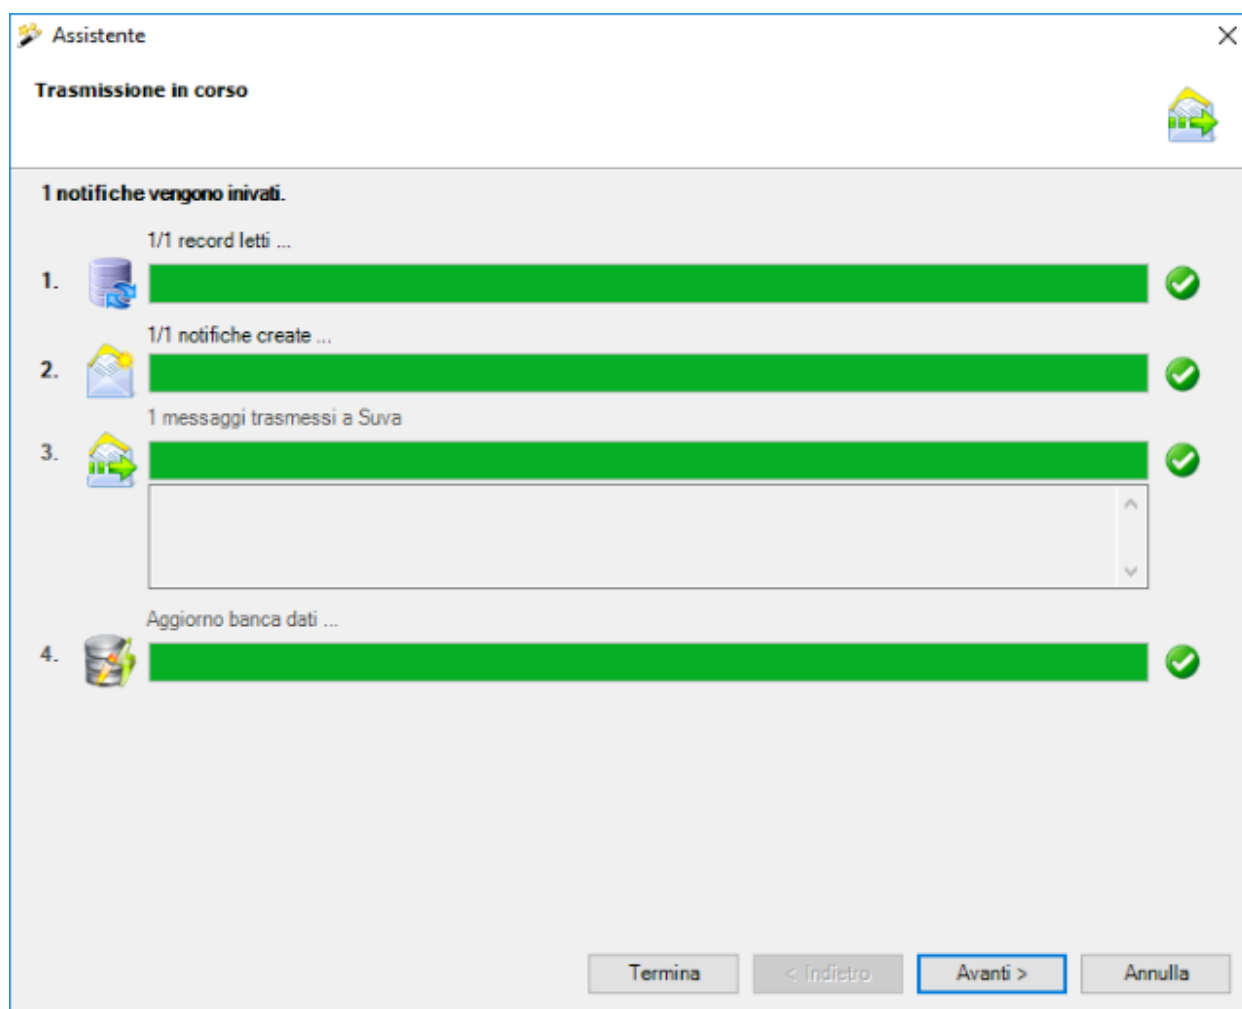 Assistente
Trasmissione in corso
1 notifiche vengono inivati.
1/1 record letti ...
1.
1/1 notifiche create ...
2.
1 messaggi trasmessi a Suva
3.
Aggiorno banca dati ...
4.
Termina
< Indietro
Avanti >
Annulla